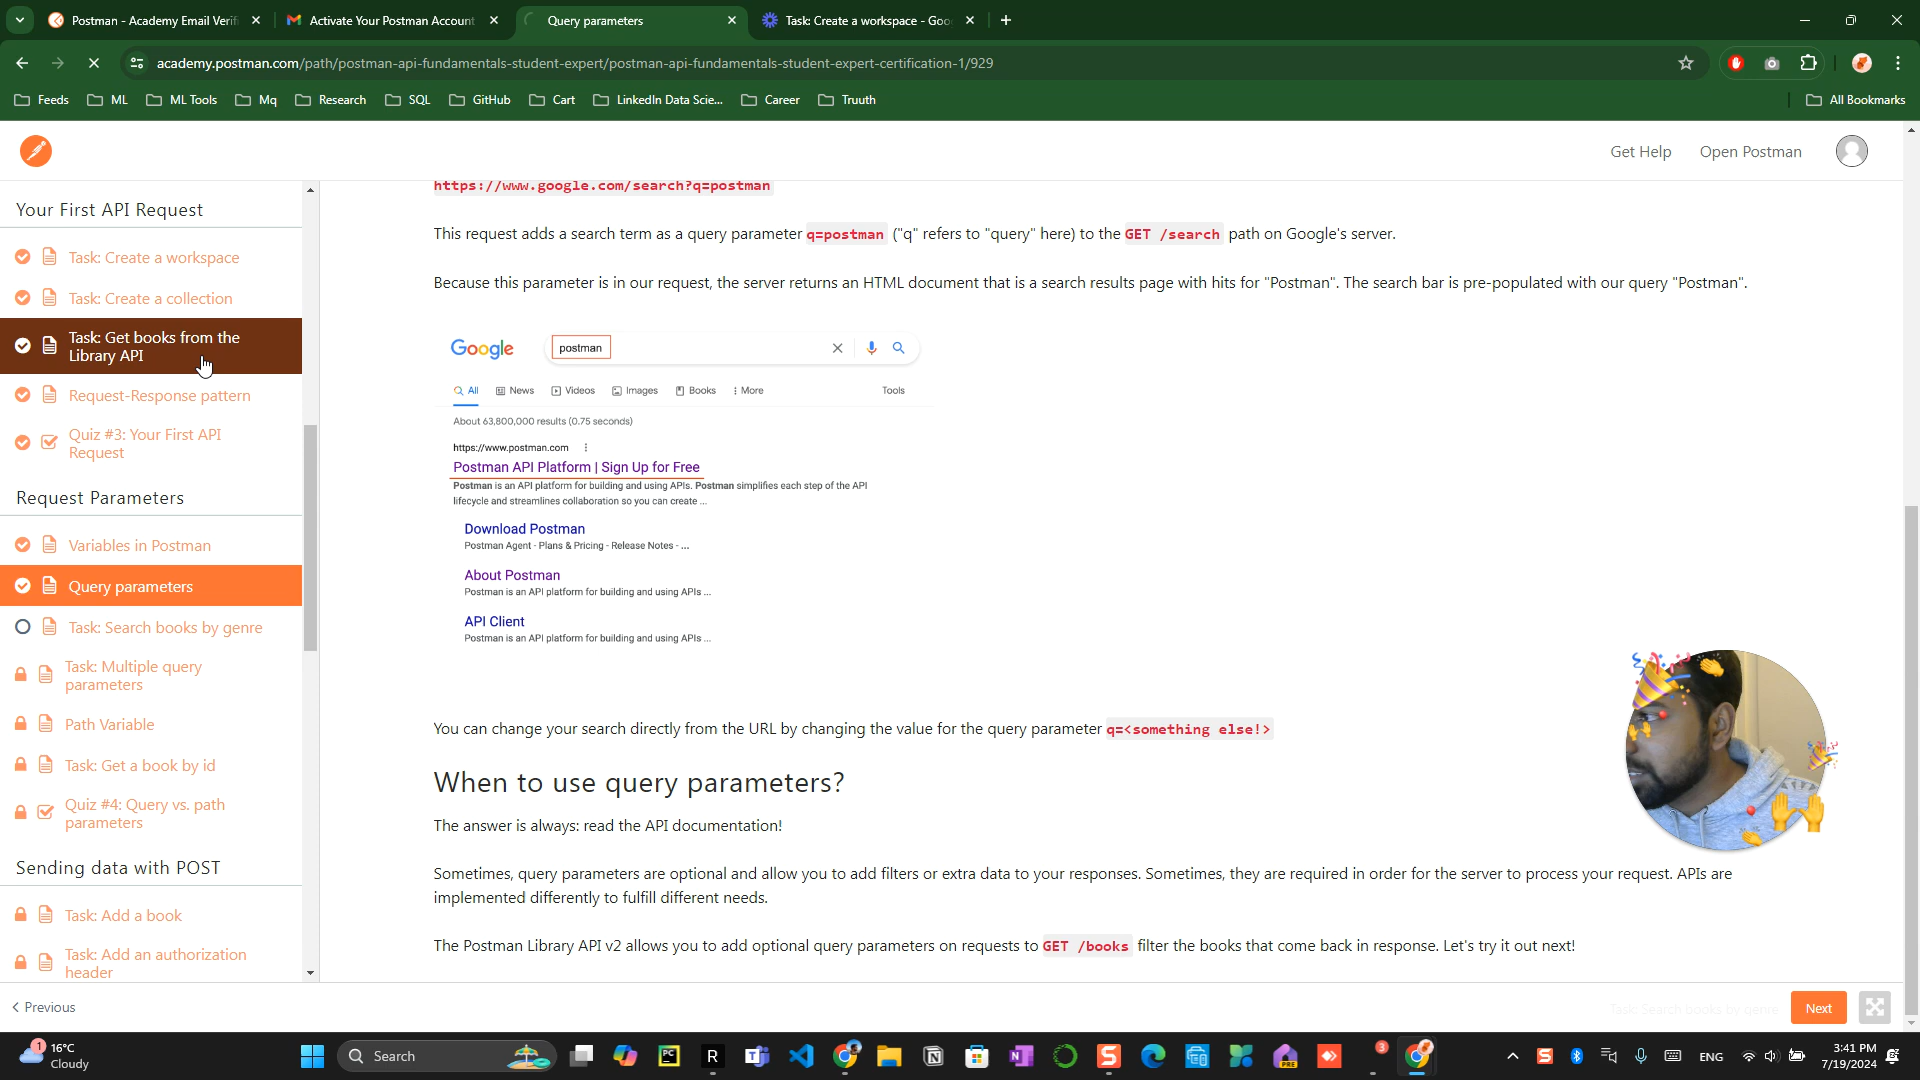 Postman - Academy Email Verifi
Activate Your Postman Account
Query parameters
Task: Create a workspace - Goo
academy.postman.com/path/postman-api-fundamentals-student-expert/postman-api-fundamentals-student-expert-certification-1/929
Feeds
ML
ML Tools
Mq
Research
SQL
GitHub
Cart
LinkedIn Data Scie...
Career
Truuth
All Bookmarks
Get Help
Open Postman
Your First API Request
Task: Create a workspace
Task: Create a collection
Task: Get books from the
Library API
Request-Response pattern
Quiz #3: Your First API
Request
Request Parameters
Variables in Postman
Query parameters
Task: Search books by genre
Task: Multiple query
parameters
Path Variable
Task: Get a book by id
Quiz #4: Query vs. path
parameters
Sending data with POST
Task: Add a book
Task: Add an authorization
header
https://www.google.com/search?q=postman
This request adds a search term as a query parameter q=postman ("q" refers to "query" here) to the GET /search path on Google's server.
Because this parameter is in our request, the server returns an HTML document that is a search results page with hits for "Postman". The search bar is pre-populated with our query "Postman".
Google
postman
All
News
Videos
Images
Books
More
Tools
About 63,800,000 results (0.75 seconds)
https://www.postman.com
Postman API Platform | Sign Up for Free
Postman is an API platform for building and using APIs. Postman simplifies each step of the API
lifecycle and streamlines collaboration so you can create ...
Download Postman
Postman Agent - Plans & Pricing - Release Notes - ...
About Postman
Postman is an API platform for building and using APIs ...
API Client
Postman is an API platform for building and using APIs ...
You can change your search directly from the URL by changing the value for the query parameter q=<something else!>
When to use query parameters?
The answer is always: read the API documentation!
Sometimes, query parameters are optional and allow you to add filters or extra data to your responses. Sometimes, they are required in order for the server to process your request. APIs are
implemented differently to fulfill different needs.
The Postman Library API v2 allows you to add optional query parameters on requests to GET /books filter the books that come back in response. Let's try it out next!
Previous
Task: Search books by genre
Next
1
16°C
Cloudy
Search
PC
R
PRE
3
ENG
3:41 PM
7/19/2024